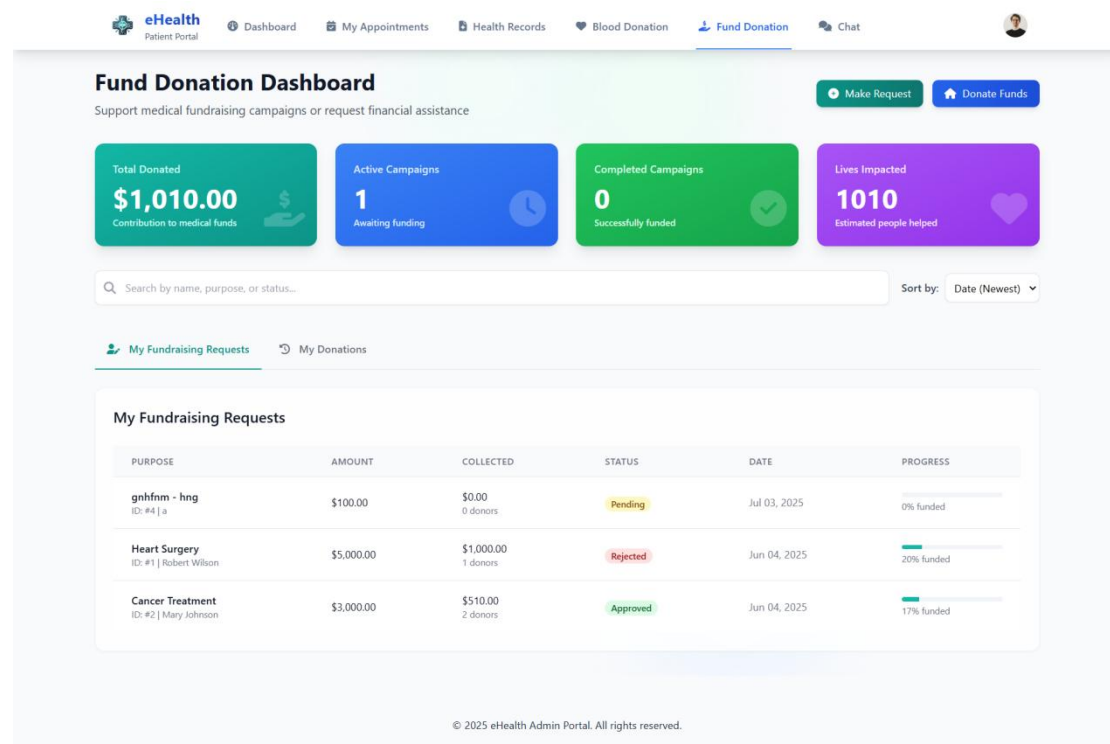 eHealth
Patient Portal
Dashboard
My Appointments
Health Records
Blood Donation
Fund Donation
Chat
Fund Donation Dashboard
Support medical fundraising campaigns or request financial assistance
Make Request
Donate Funds
Total Donated
$1,010.00
Contribution to medical funds
$
Active Campaigns
1
Awaiting funding
Completed Campaigns
0
Successfully funded
Lives Impacted
1010
Estimated people helped
Search by name, purpose, or status...
Sort by:
Date (Newest)
My Fundraising Requests
My Donations
My Fundraising Requests
PURPOSE AMOUNT COLLECTED STATUS DATE PROGRESS
gnhfnm - hng
ID: #4 | a
$100.00
$0.00
0 donors
Pending
Jul 03, 2025
0% funded
Heart Surgery
ID: #1 | Robert Wilson
$5,000.00
$1,000.00
1 donors
Rejected
Jun 04, 2025
20% funded
Cancer Treatment
ID: #2 | Mary Johnson
$3,000.00
$510.00
2 donors
Approved
Jun 04, 2025
17% funded
© 2025 eHealth Admin Portal. All rights reserved.